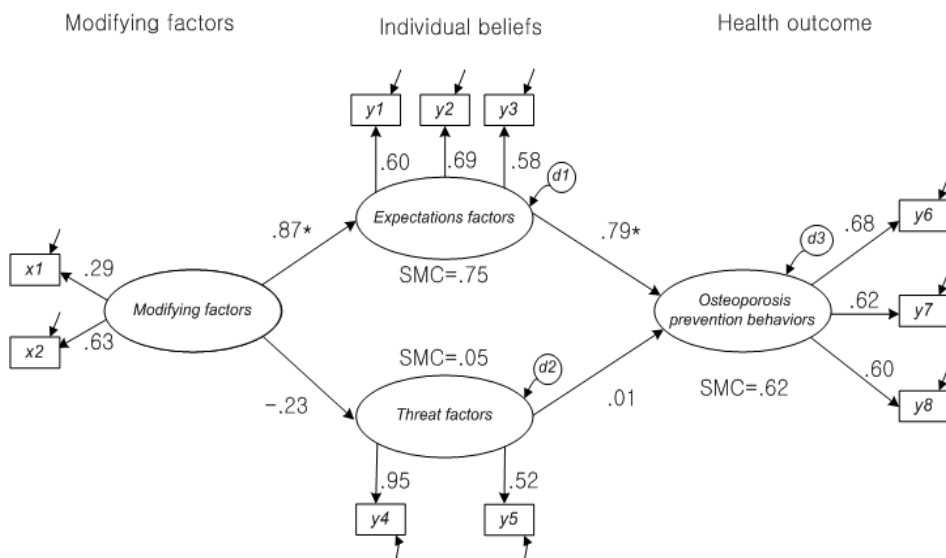 Modifying factors
Individual beliefs
Health outcome
y1
y2
y3
.60
.69
.58
d1
Expectations factors
.87*
.79*
SMC=.75
x1
.29
x2
.63
Modifying factors
d3
.68
y6
Osteoporosis
prevention behaviors
.62
y7
.60
y8
SMC=.62
SMC=.05
d2
-.23
Threat factors
.01
.95
.52
y4
y5